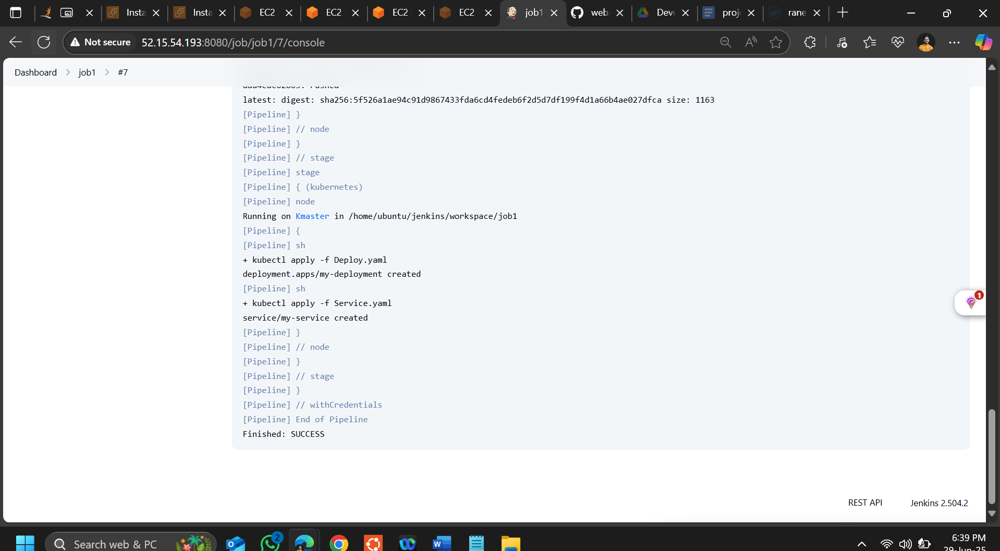 Insta
Insta
EC2
EC2
EC2
EC2
job1
web
Dev
proj
rane
Not secure
52.15.54.193:8080/job/job1/7/console
Dashboard > job1 > #7
latest: digest: sha256:5f526a1ae94c91d9867433fda6cd4fedeb6f2d5d7df199f4d1a66b4ae027dfca size: 1163
[Pipeline] }
[Pipeline] // node
[Pipeline] }
[Pipeline] // stage
[Pipeline] stage
[Pipeline] { (kubernetes)
[Pipeline] node
Running on Kmaster in /home/ubuntu/jenkins/workspace/job1
[Pipeline] {
[Pipeline] sh
+ kubectl apply -f Deploy.yaml
deployment.apps/my-deployment created
[Pipeline] sh
+ kubectl apply -f Service.yaml
service/my-service created
[Pipeline] }
[Pipeline] // node
[Pipeline] }
[Pipeline] // stage
[Pipeline] }
[Pipeline] // withCredentials
[Pipeline] End of Pipeline
Finished: SUCCESS
1
REST API
Jenkins 2.504.2
Search web & PC
2
6:39 PM
29-Jun-25